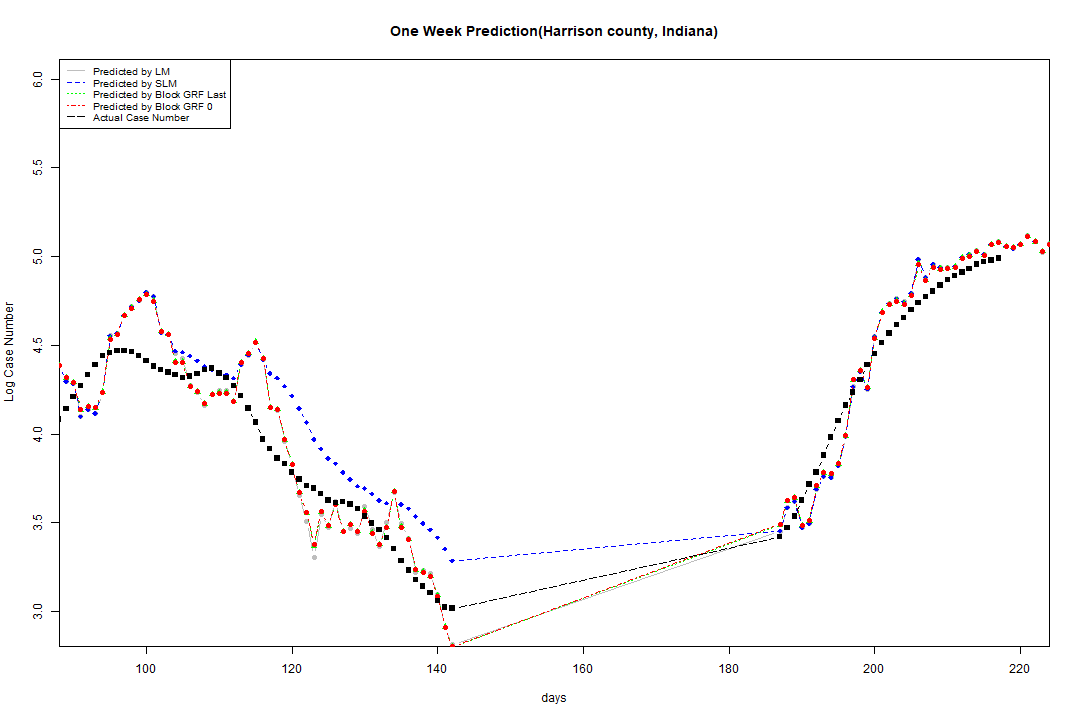 One Week Prediction(Harrison county, Indiana)
Predicted by LM
Predicted by SLM
Predicted by Block GRF Last
Predicted by Block GRF 0
Actual Case Number
Log Case Number
6.0
5.5
5.0
4.5
4.0
3.5
3.0
100 120 140 160 180 200 220
days